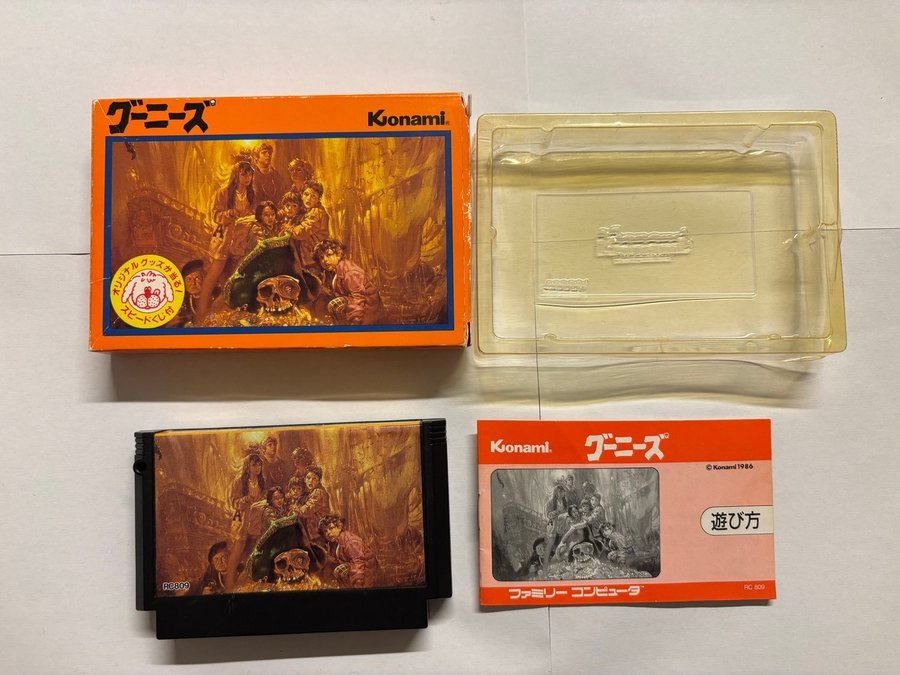 グーニーズ
Konami
オリジナルグッズが当る!
スピードくじ付
RC809
Konami
グーニーズ
© Konami 1986
遊び方
ファミリー コンピュータ
RC 809